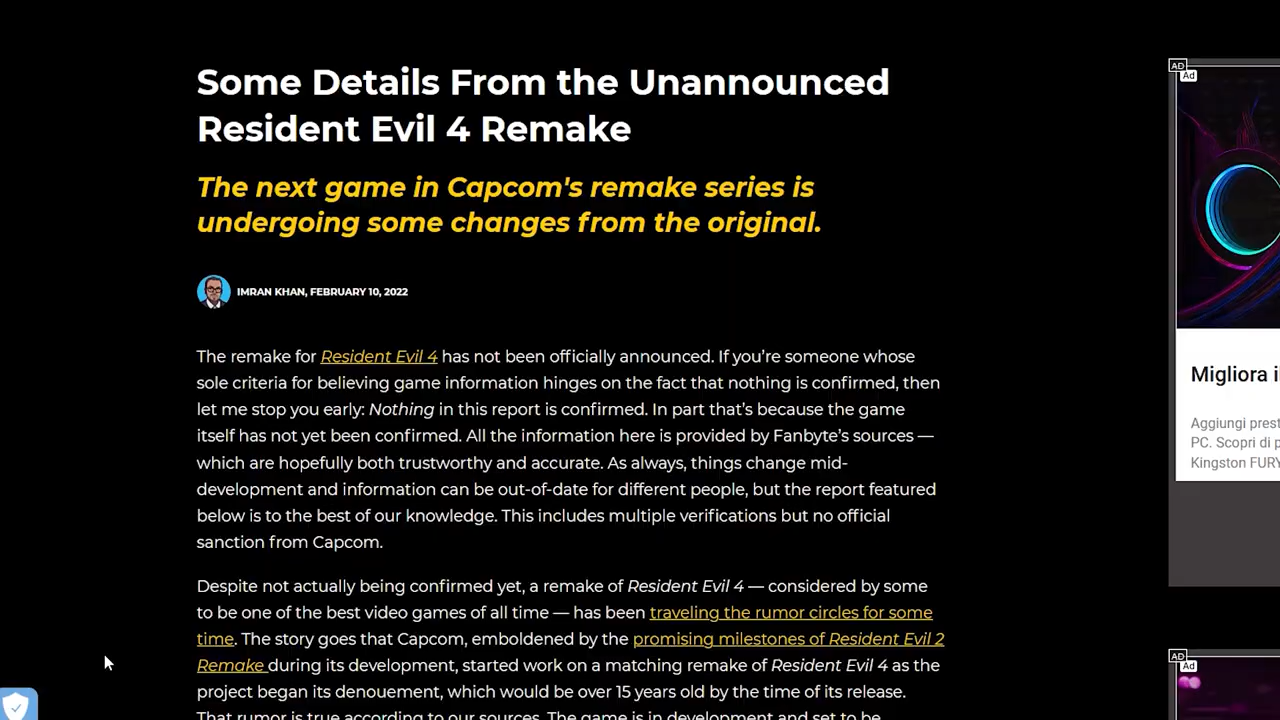 Some Details From the Unannounced
Resident Evil 4 Remake
The next game in Capcom's remake series is
undergoing some changes from the original.
IMRAN KHAN, FEBRUARY 10, 2022
The remake for Resident Evil 4 has not been officially announced. If you’re someone whose
sole criteria for believing game information hinges on the fact that nothing is confirmed, then
let me stop you early: Nothing in this report is confirmed. In part that’s because the game
itself has not yet been confirmed. All the information here is provided by Fanbyte’s sources —
which are hopefully both trustworthy and accurate. As always, things change mid-
development and information can be out-of-date for different people, but the report featured
below is to the best of our knowledge. This includes multiple verifications but no official
sanction from Capcom.
Despite not actually being confirmed yet, a remake of Resident Evil 4 — considered by some
to be one of the best video games of all time — has been traveling the rumor circles for some
time. The story goes that Capcom, emboldened by the promising milestones of Resident Evil 2
Remake during its development, started work on a matching remake of Resident Evil 4 as the
project began its denouement, which would be over 15 years old by the time of its release.
That rumor is true according to our sources. The game is in development and set to be
AD
Ad
Migliora i
Aggiungi prest
PC. Scopri di p
Kingston FURY
AD
Ad